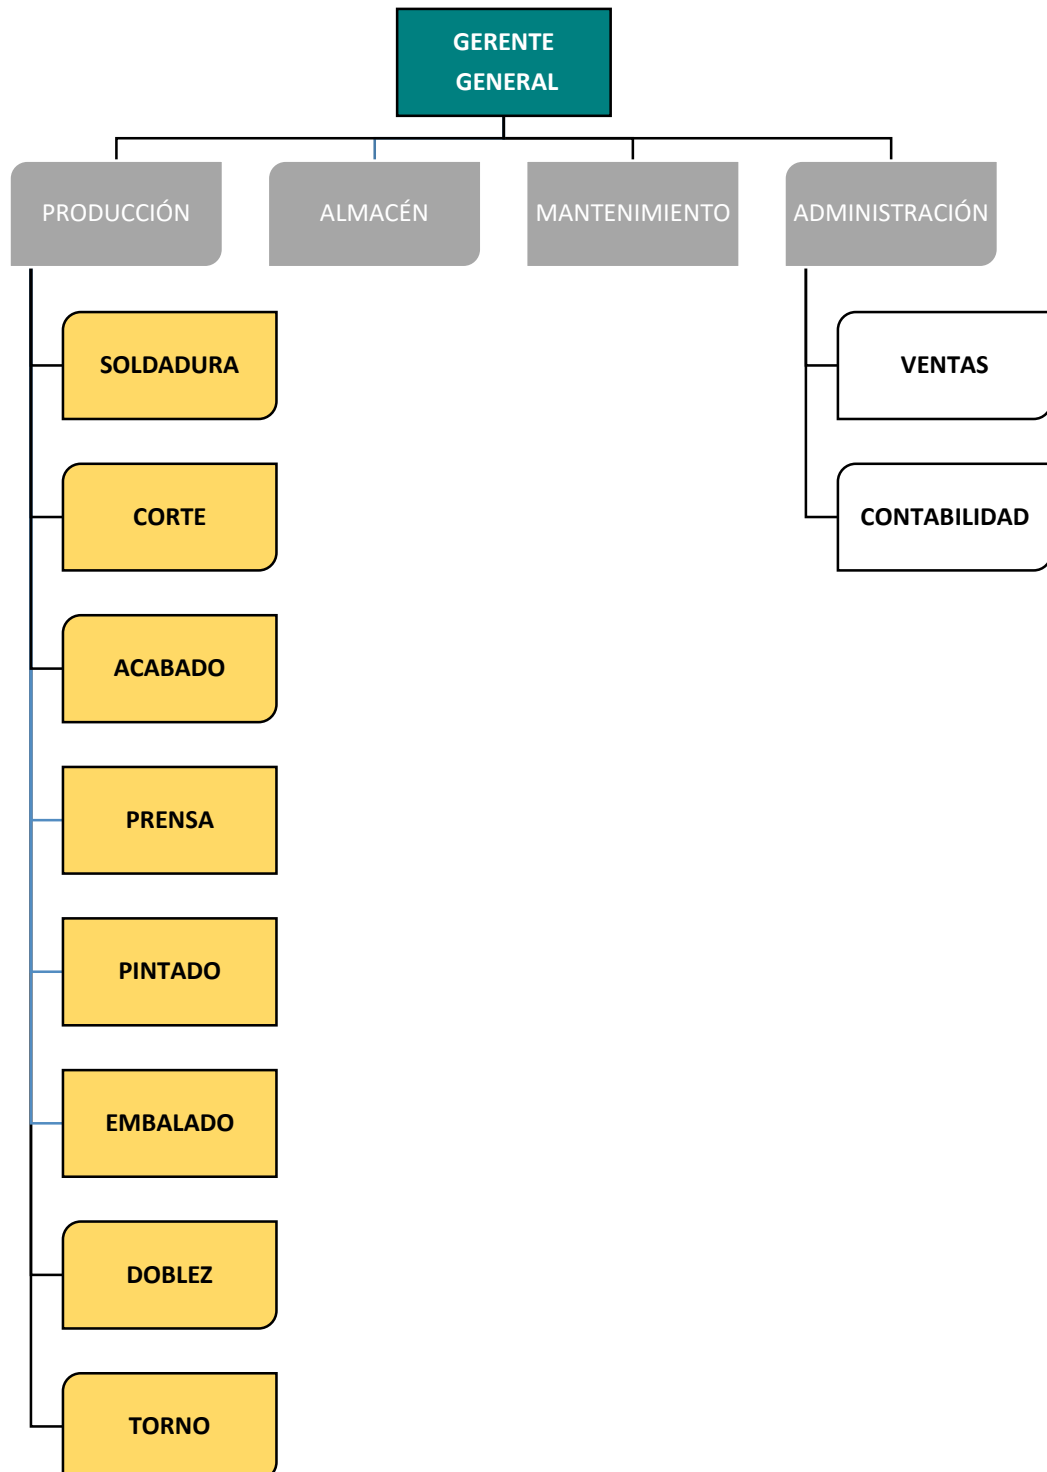 GERENTE
GENERAL
PRODUCCIÓN
ALMACÉN
MANTENIMIENTO
ADMINISTRACIÓN
SOLDADURA
VENTAS
CORTE
CONTABILIDAD
ACABADO
PRENSA
PINTADO
EMBALADO
DOBLEZ
TORNO